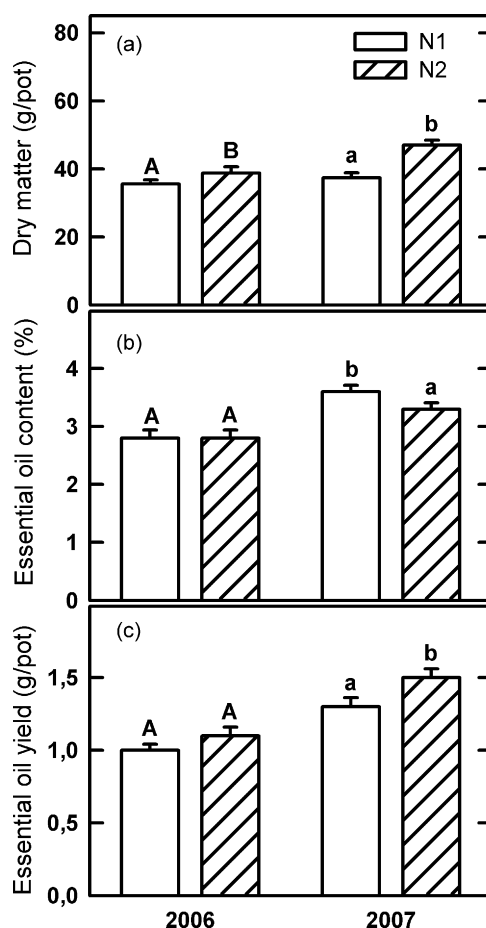 (a)
N1
N2
Dry matter (g/pot)
80
60
40
20
0
A
B
a
b
(b)
Essential oil content (%)
4
3
2
1
0
A
A
b
a
(c)
Essential oil yield (g/pot)
1,5
1,0
0,5
0,0
A
A
a
b
2006
2007